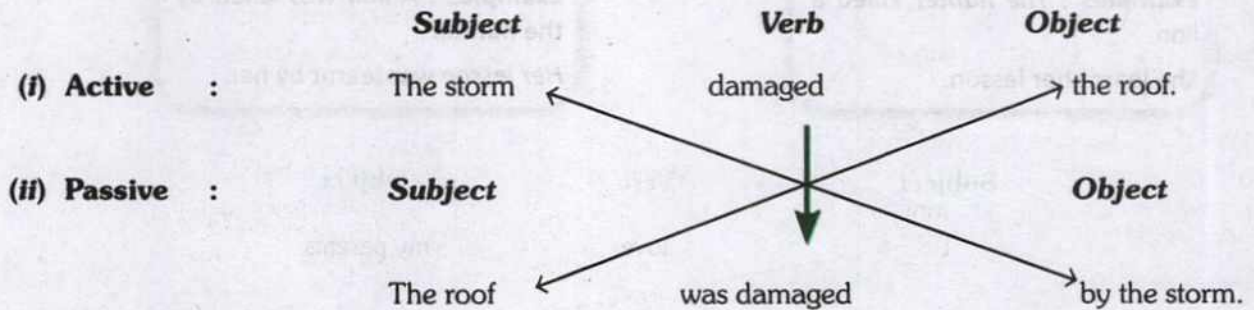 Subject Verb Object
(i) Active : The storm damaged the roof.
(ii) Passive : Subject Object
The roof was damaged by the storm.